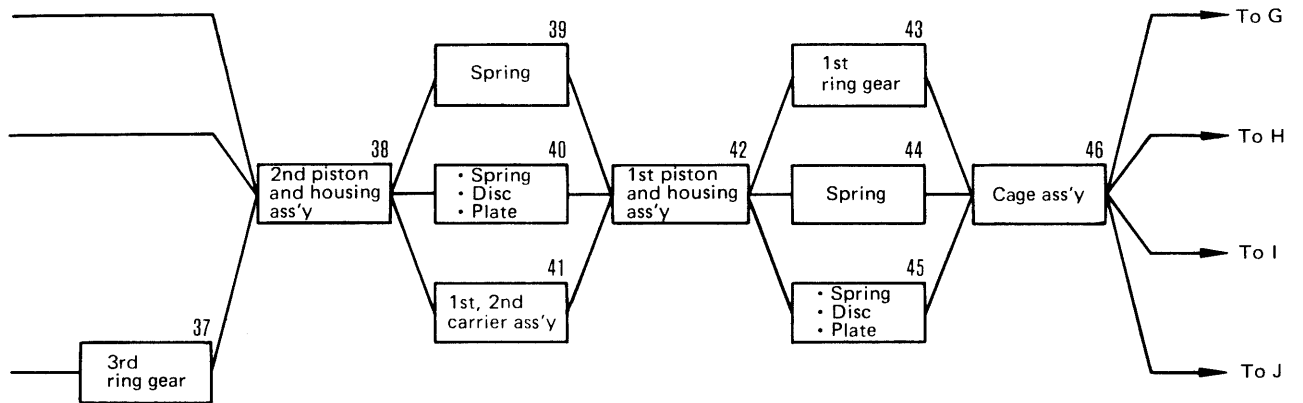 37
3rd
ring gear
38
2nd piston
and housing
ass'y
39
Spring
40
• Spring
• Disc
• Plate
41
1st, 2nd
carrier ass'y
42
1st piston
and housing
ass'y
43
1st
ring gear
44
Spring
45
• Spring
• Disc
• Plate
46
Cage ass'y
To G
To H
To I
To J